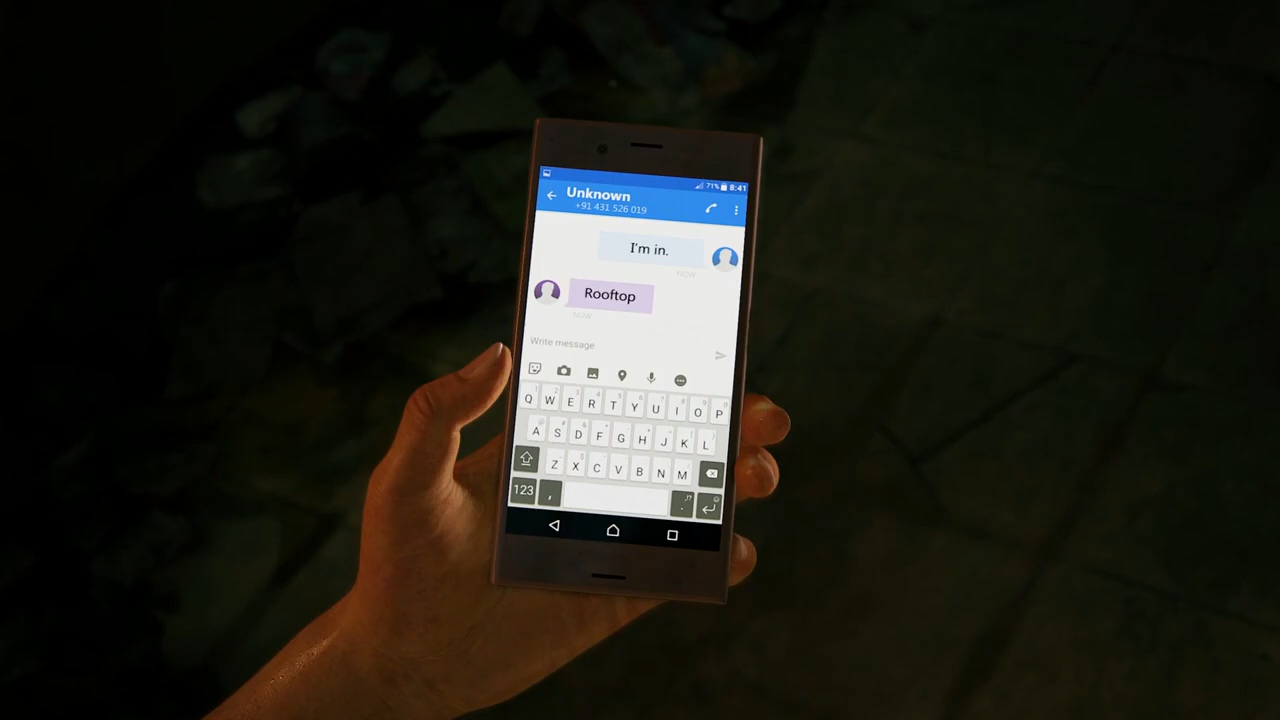 71% 8:41
Unknown
+91 431 526 019
I'm in.
NOW
Rooftop
NOW
Write message
Q W E R T Y U I O P
A S D F G H J K L
Z X C V B N M
123 , . !?